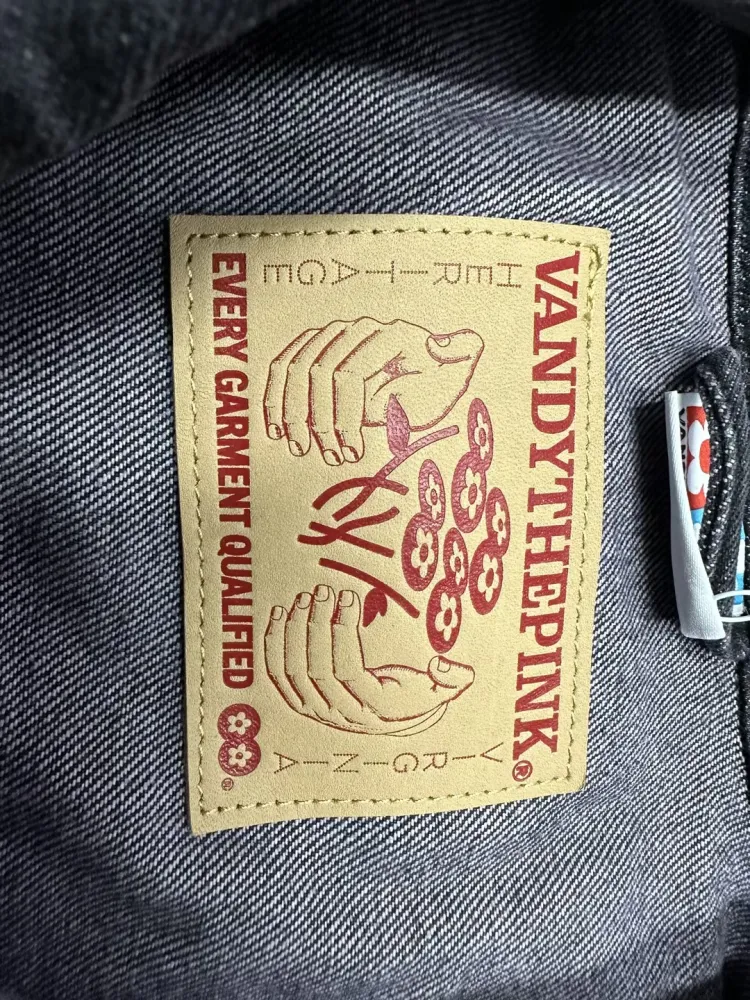 VANDYTHEPINK®
HERITAGE
VIRGINIA
EVERY GARMENT QUALIFIED ®